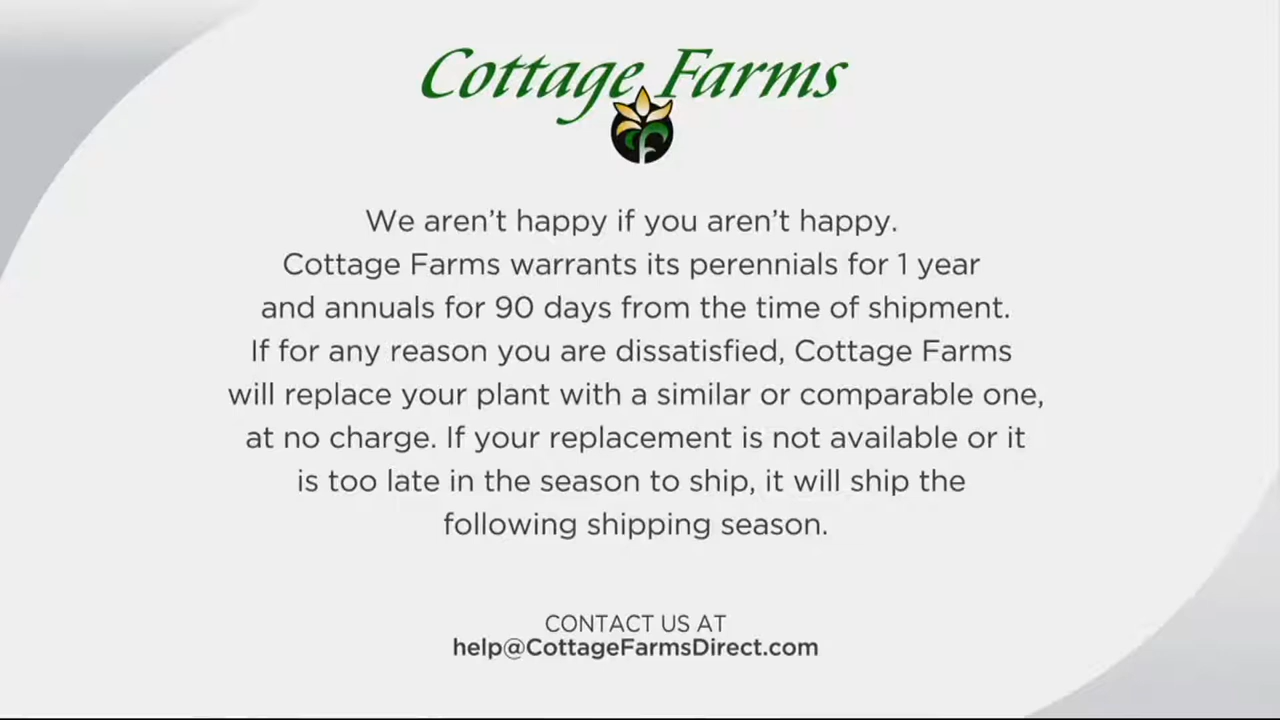 Cottage Farms
We aren’t happy if you aren’t happy.
Cottage Farms warrants its perennials for 1 year
and annuals for 90 days from the time of shipment.
If for any reason you are dissatisfied, Cottage Farms
will replace your plant with a similar or comparable one,
at no charge. If your replacement is not available or it
is too late in the season to ship, it will ship the
following shipping season.
CONTACT US AT
help@CottageFarmsDirect.com